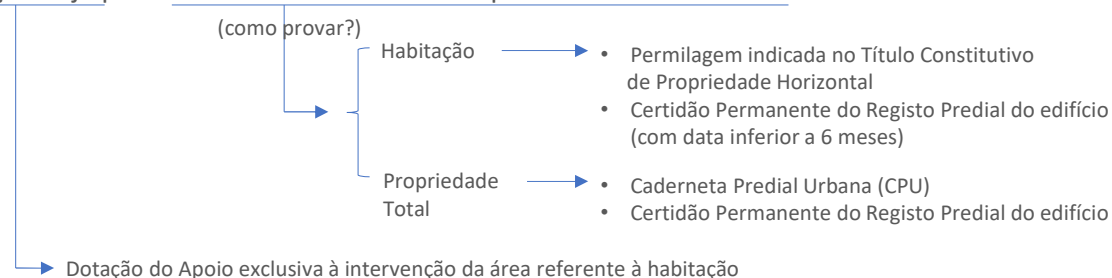 (como provar?)
Habitação
• Permilagem indicada no Título Constitutivo
de Propriedade Horizontal
• Certidão Permanente do Registo Predial do edifício
(com data inferior a 6 meses)
Propriedade
Total
• Caderneta Predial Urbana (CPU)
• Certidão Permanente do Registo Predial do edifício
Dotação do Apoio exclusiva à intervenção da área referente à habitação